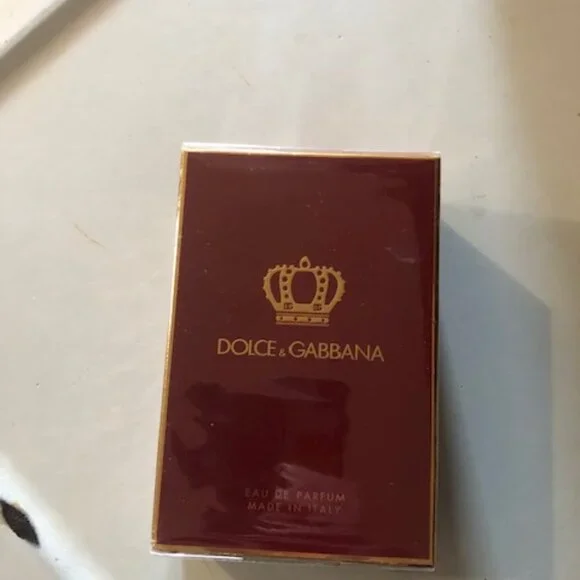 DOLCE & GABBANA
EAU DE PARFUM
MADE IN ITALY